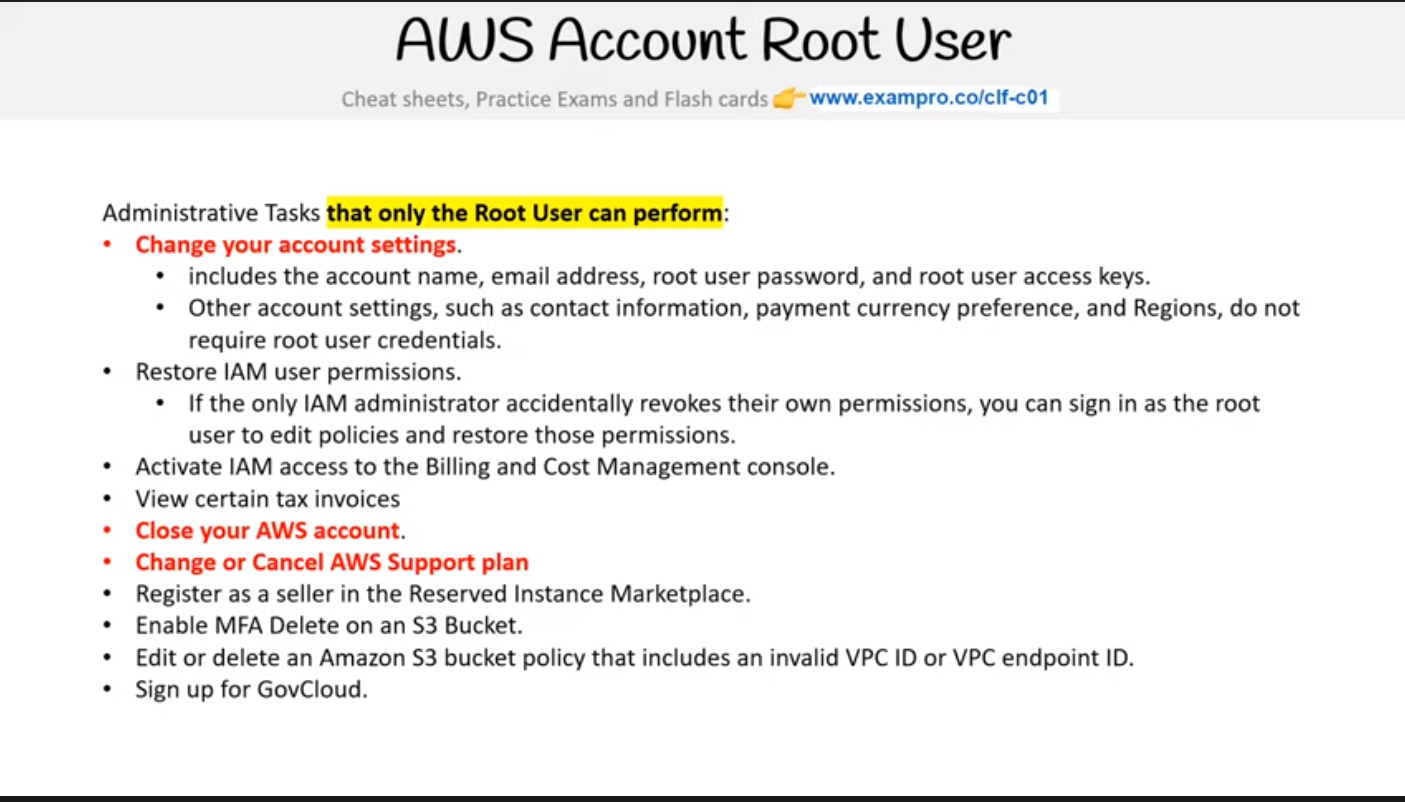 AWS Account Root User
Cheat sheets, Practice Exams and Flash cards 👉 www.exampro.co/clf-c01
Administrative Tasks that only the Root User can perform:
• Change your account settings.
• includes the account name, email address, root user password, and root user access keys.
• Other account settings, such as contact information, payment currency preference, and Regions, do not
require root user credentials.
• Restore IAM user permissions.
• If the only IAM administrator accidentally revokes their own permissions, you can sign in as the root
user to edit policies and restore those permissions.
• Activate IAM access to the Billing and Cost Management console.
• View certain tax invoices
• Close your AWS account.
• Change or Cancel AWS Support plan
• Register as a seller in the Reserved Instance Marketplace.
• Enable MFA Delete on an S3 Bucket.
• Edit or delete an Amazon S3 bucket policy that includes an invalid VPC ID or VPC endpoint ID.
• Sign up for GovCloud.